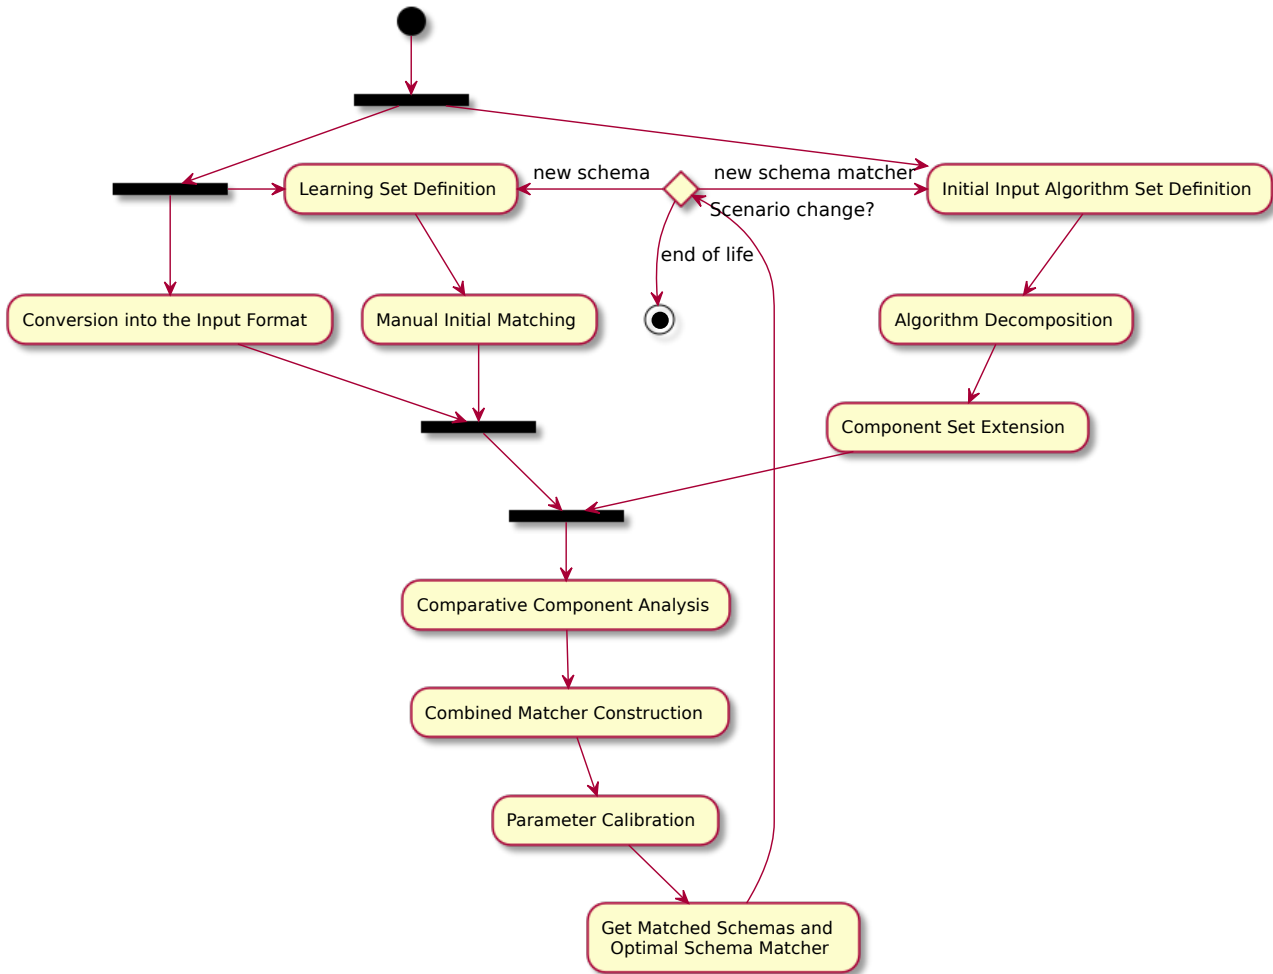 new schema
new schema matcher
Learning Set Definition
Initial Input Algorithm Set Definition
Scenario change?
end of life
Conversion into the Input Format
Manual Initial Matching
Algorithm Decomposition
Component Set Extension
Comparative Component Analysis
Combined Matcher Construction
Parameter Calibration
Get Matched Schemas and
Optimal Schema Matcher